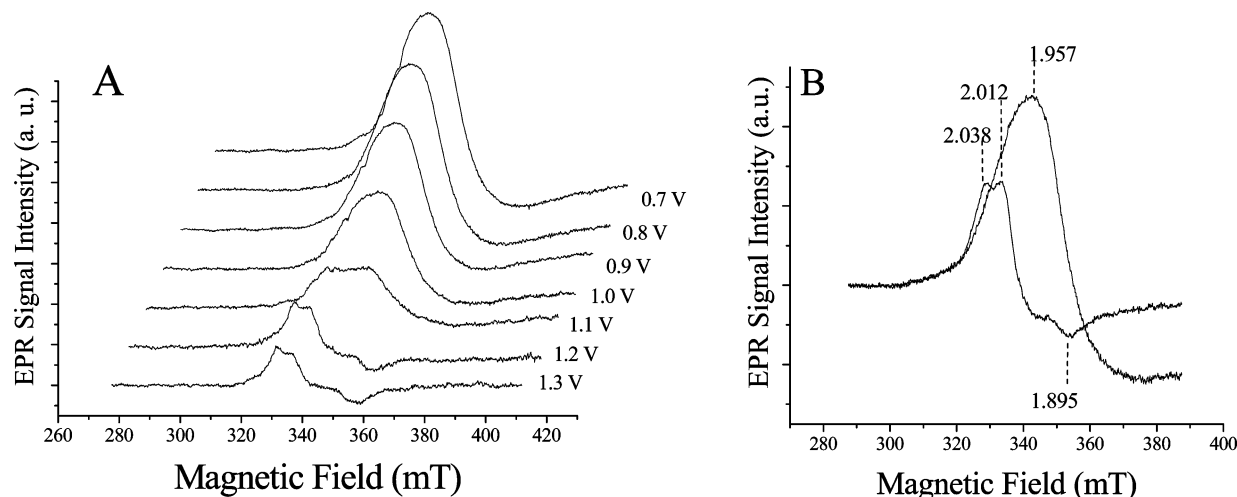 A
EPR Signal Intensity (a. u.)
0.7 V
0.8 V
0.9 V
1.0 V
1.1 V
1.2 V
1.3 V
260 280 300 320 340 360 380 400 420
Magnetic Field (mT)
B
EPR Signal Intensity (a.u.)
1.957
2.012
2.038
1.895
280 300 320 340 360 380 400
Magnetic Field (mT)